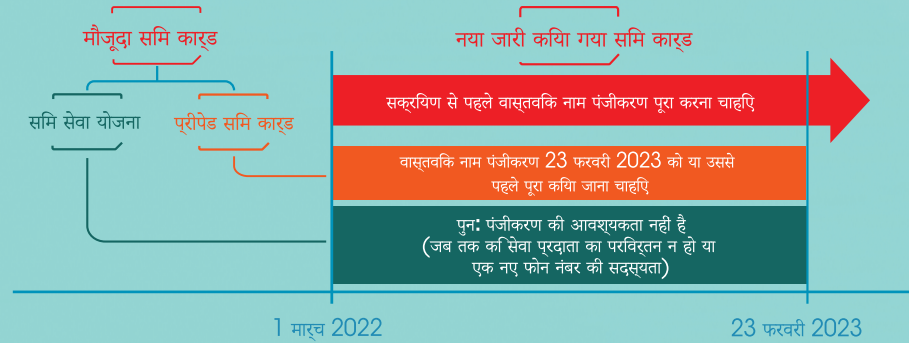 मौजूदा सिम कार्ड
नया जारी किया गया सिम कार्ड
सिम सेवा योजना
प्रीपेड सिम कार्ड
सक्रियण से पहले वास्तविक नाम पंजीकरण पूरा करना चाहिए
वास्तविक नाम पंजीकरण 23 फरवरी 2023 को या उससे
पहले पूरा किया जाना चाहिए
पुन: पंजीकरण की आवश्यकता नही है
(जब तक कि सेवा प्रदाता का परिवर्तन न हो या
एक नए फोन नंबर की सदस्यता)
1 मार्च 2022
23 फरवरी 2023